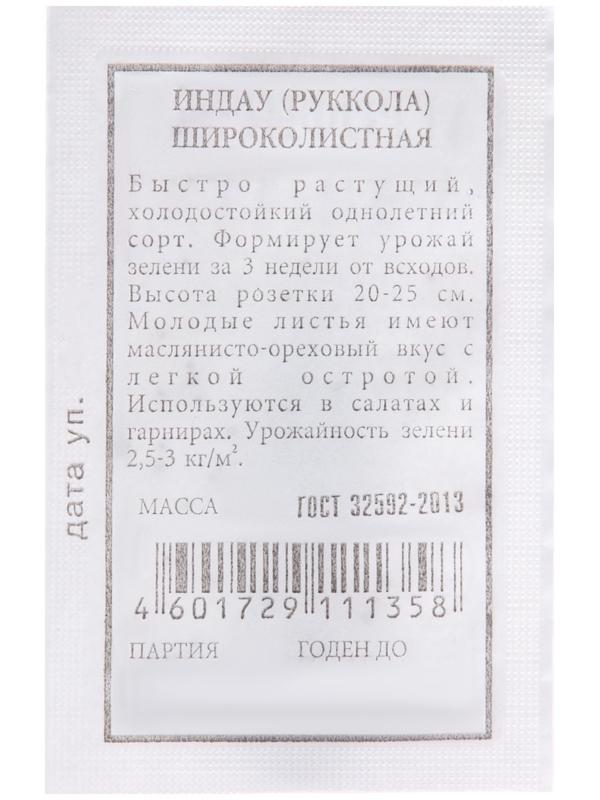 ИНДАУ (РУККОЛА)
ШИРОКОЛИСТНАЯ
Быстро растущий,
холодостойкий однолетний
сорт. Формирует урожай
зелени за 3 недели от всходов.
Высота розетки 20-25 см.
Молодые листья имеют
маслянисто-ореховый вкус с
легкой остротой.
Используются в салатах и
гарнирах. Урожайность зелени
2,5-3 кг/м².
дата уп.
МАССА ГОСТ 32592-2013
4 601729 111358
ПАРТИЯ ГОДЕН ДО